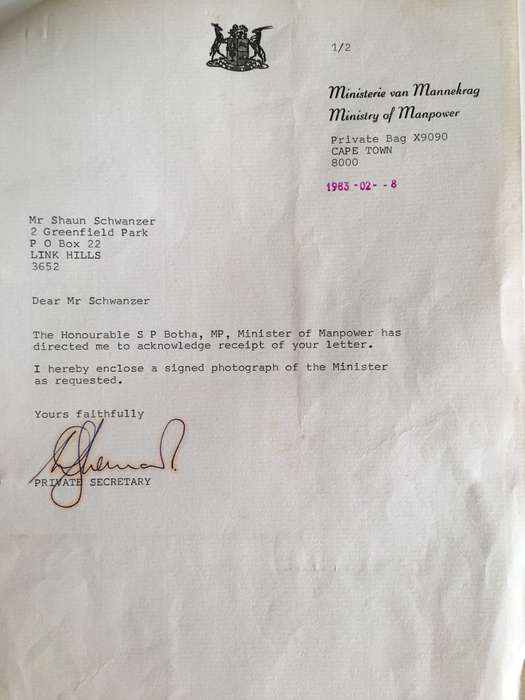 1/2
Ministerie van Mannekrag
Ministry of Manpower
Private Bag X9090
CAPE TOWN
8000
1983 -02- -8
Mr Shaun Schwanzer
2 Greenfield Park
P O Box 22
LINK HILLS
3652
Dear Mr Schwanzer
The Honourable S P Botha, MP, Minister of Manpower has
directed me to acknowledge receipt of your letter.
I hereby enclose a signed photograph of the Minister
as requested.
Yours faithfully
PRIVATE SECRETARY